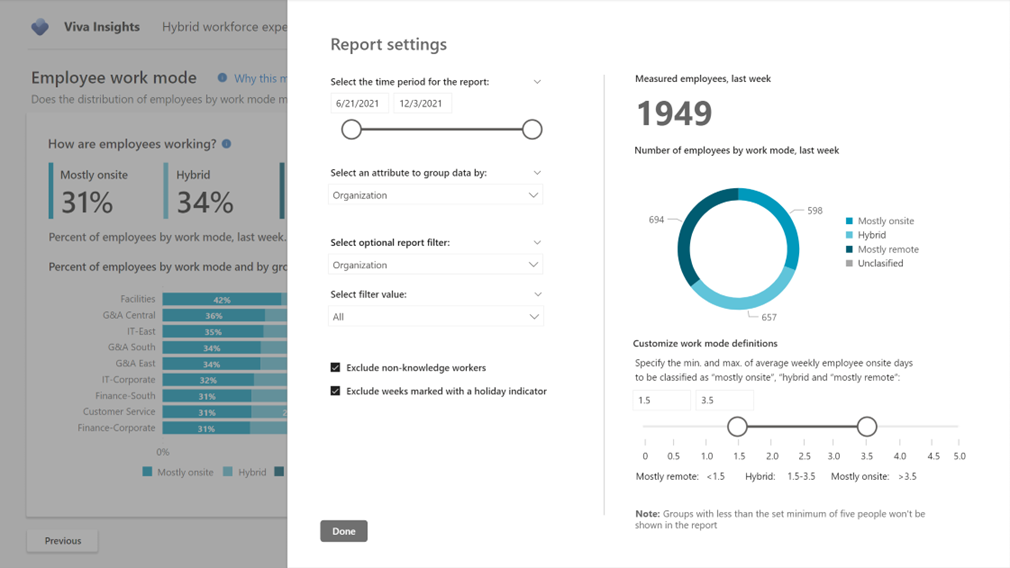 Viva Insights
Hybrid workforce expe
Employee work mode
Why this m
Does the distribution of employees by work mode m
How are employees working?
Mostly onsite
31%
Hybrid
34%
Percent of employees by work mode, last week.
Percent of employees by work mode and by gro
Facilities 42%
G&A Central 36%
IT-East 35%
G&A South 34%
G&A East 34%
IT-Corporate 32%
Finance-South 31%
Customer Service 31% 2
Finance-Corporate 31%
0%
Mostly onsite Hybrid
Previous
Report settings
Select the time period for the report:
6/21/2021 12/3/2021
Select an attribute to group data by:
Organization
Select optional report filter:
Organization
Select filter value:
All
Exclude non-knowledge workers
Exclude weeks marked with a holiday indicator
Done
Measured employees, last week
1949
Number of employees by work mode, last week
694
598
657
Mostly onsite
Hybrid
Mostly remote
Unclasified
Customize work mode definitions
Specify the min. and max. of average weekly employee onsite days
to be classified as “mostly onsite”, “hybrid and “mostly remote”:
1.5 3.5
0 0.5 1.0 1.5 2.0 2.5 3.0 3.5 4.0 4.5 5.0
Mostly remote: <1.5 Hybrid: 1.5-3.5 Mostly onsite: >3.5
Note: Groups with less than the set minimum of five people won't be
shown in the report